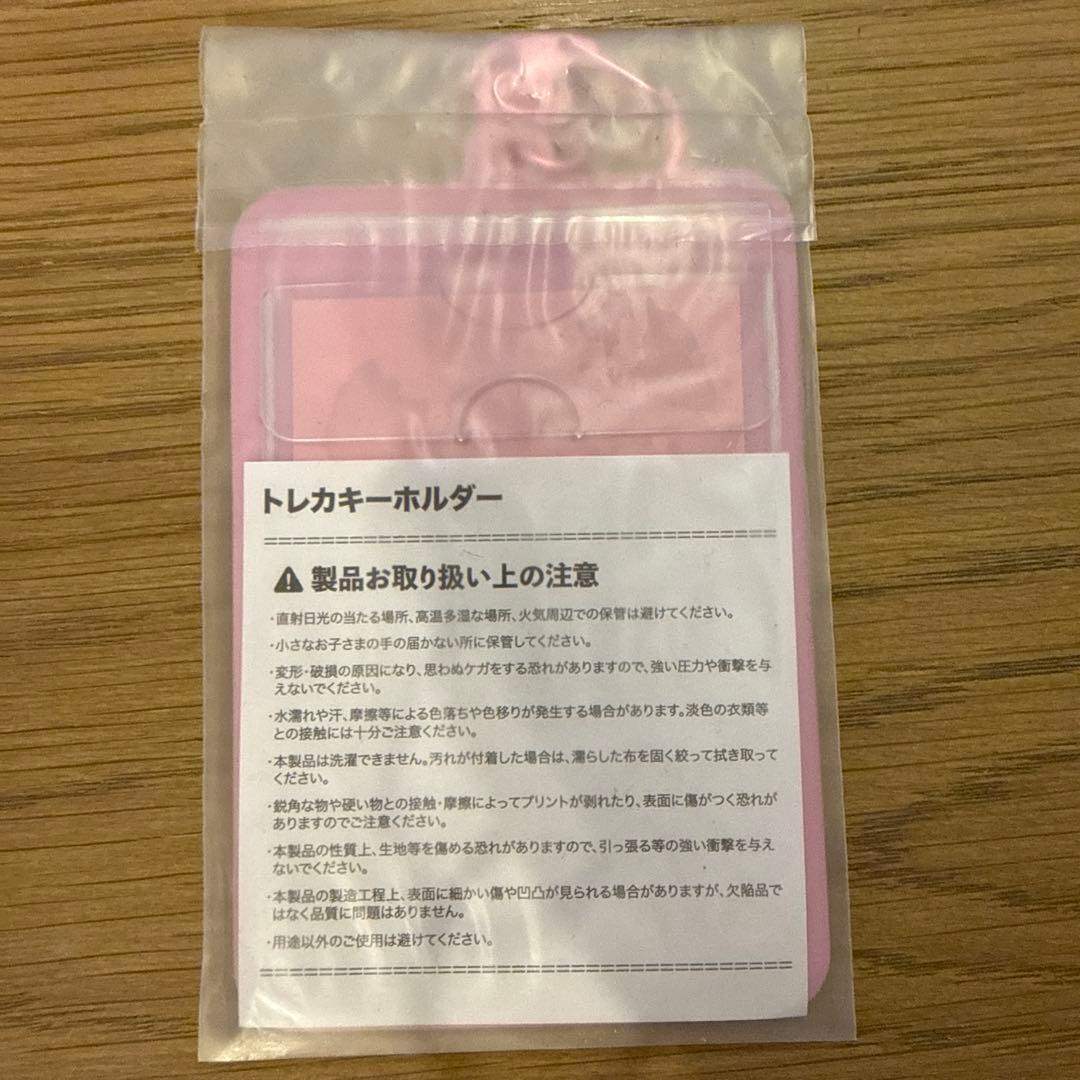 トレカキーホルダー
⚠ 製品お取り扱い上の注意
・直射日光の当たる場所、高温多湿な場所、火気周辺での保管は避けてください。
・小さなお子さまの手の届かない所に保管してください。
・変形・破損の原因になり、思わぬケガをする恐れがありますので、強い圧力や衝撃を与
えないでください。
・水濡れや汗、摩擦等による色落ちや色移りが発生する場合があります。淡色の衣類等
との接触には十分ご注意ください。
・本製品は洗濯できません。汚れが付着した場合は、濡らした布を固く絞って拭き取って
ください。
・鋭角な物や硬い物との接触・摩擦によってプリントが剥れたり、表面に傷がつく恐れが
ありますのでご注意ください。
・本製品の性質上、生地等を傷める恐れがありますので、引っ張る等の強い衝撃を与え
ないでください。
・本製品の製造工程上、表面に細かい傷や凹凸が見られる場合がありますが、欠陥品で
はなく品質に問題はありません。
・用途以外のご使用は避けてください。